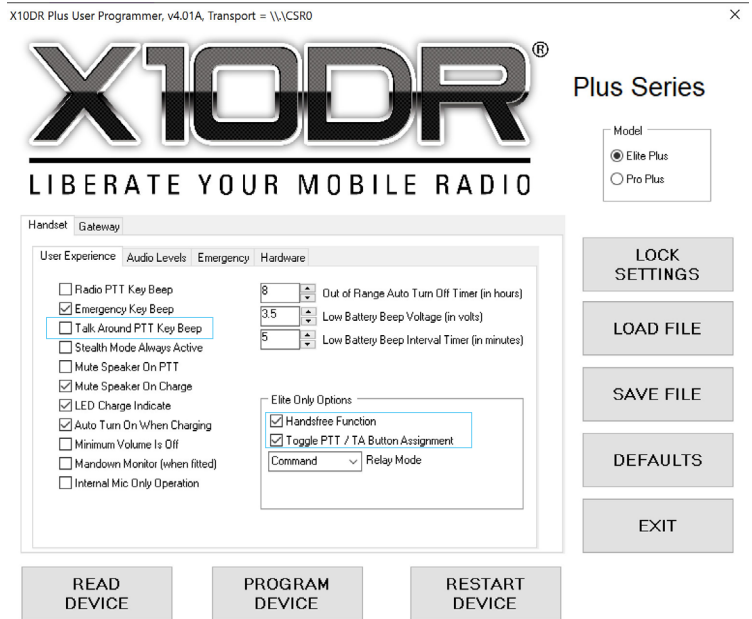 X10DR Plus User Programmer, v4.01A, Transport = \\.\CSR0
X10DR®
LIBERATE YOUR MOBILE RADIO
Plus Series
Model
Elite Plus
Pro Plus
Handset Gateway
User Experience Audio Levels Emergency Hardware
Radio PTT Key Beep
Emergency Key Beep
Talk Around PTT Key Beep
Stealth Mode Always Active
Mute Speaker On PTT
Mute Speaker On Charge
LED Charge Indicate
Auto Turn On When Charging
Minimum Volume Is Off
Mandown Monitor (when fitted)
Internal Mic Only Operation
8 Out of Range Auto Turn Off Timer (in hours)
3.5 Low Battery Beep Voltage (in volts)
5 Low Battery Beep Interval Timer (in minutes)
Elite Only Options
Handsfree Function
Toggle PTT / TA Button Assignment
Command Relay Mode
LOCK
SETTINGS
LOAD FILE
SAVE FILE
DEFAULTS
EXIT
READ
DEVICE
PROGRAM
DEVICE
RESTART
DEVICE